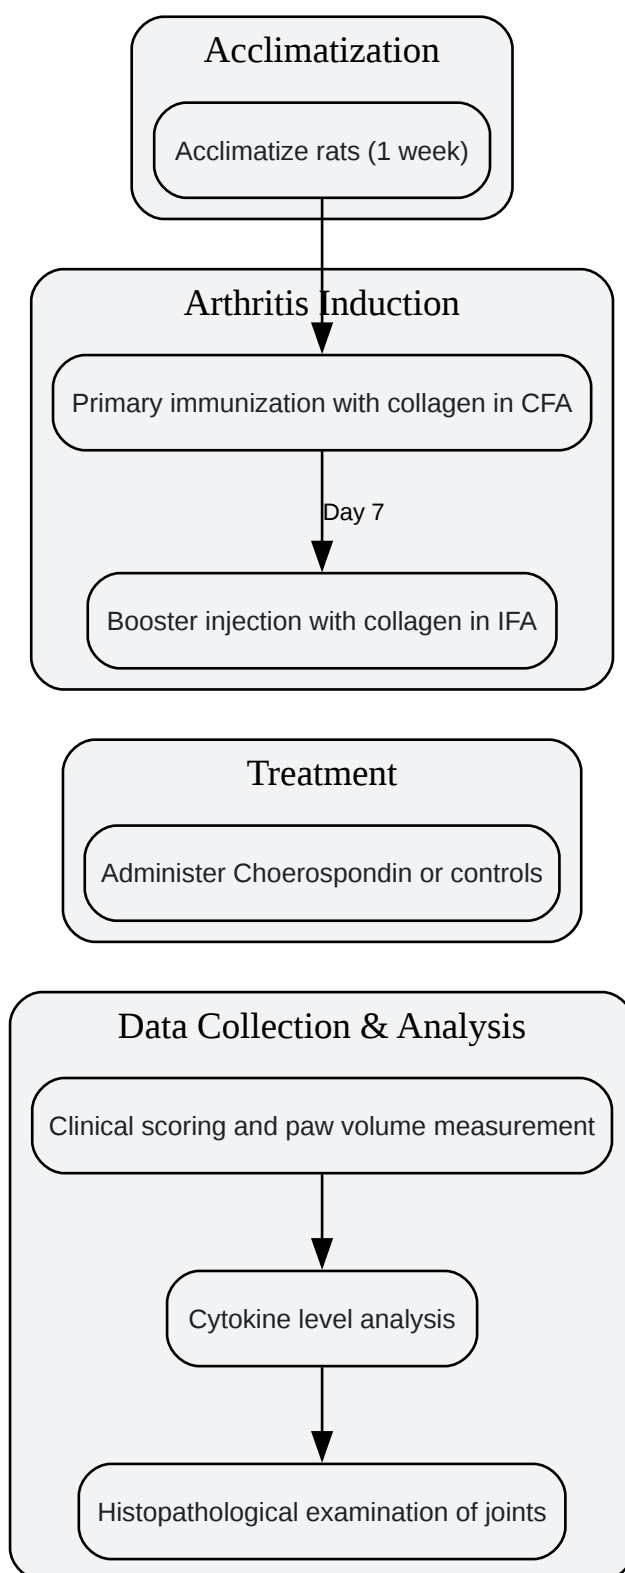 Acclimatization
Acclimatize rats (1 week)
Arthritis Induction
Primary immunization with collagen in CFA
Day 7
Booster injection with collagen in IFA
Treatment
Administer Choerospondin or controls
Data Collection & Analysis
Clinical scoring and paw volume measurement
Cytokine level analysis
Histopathological examination of joints